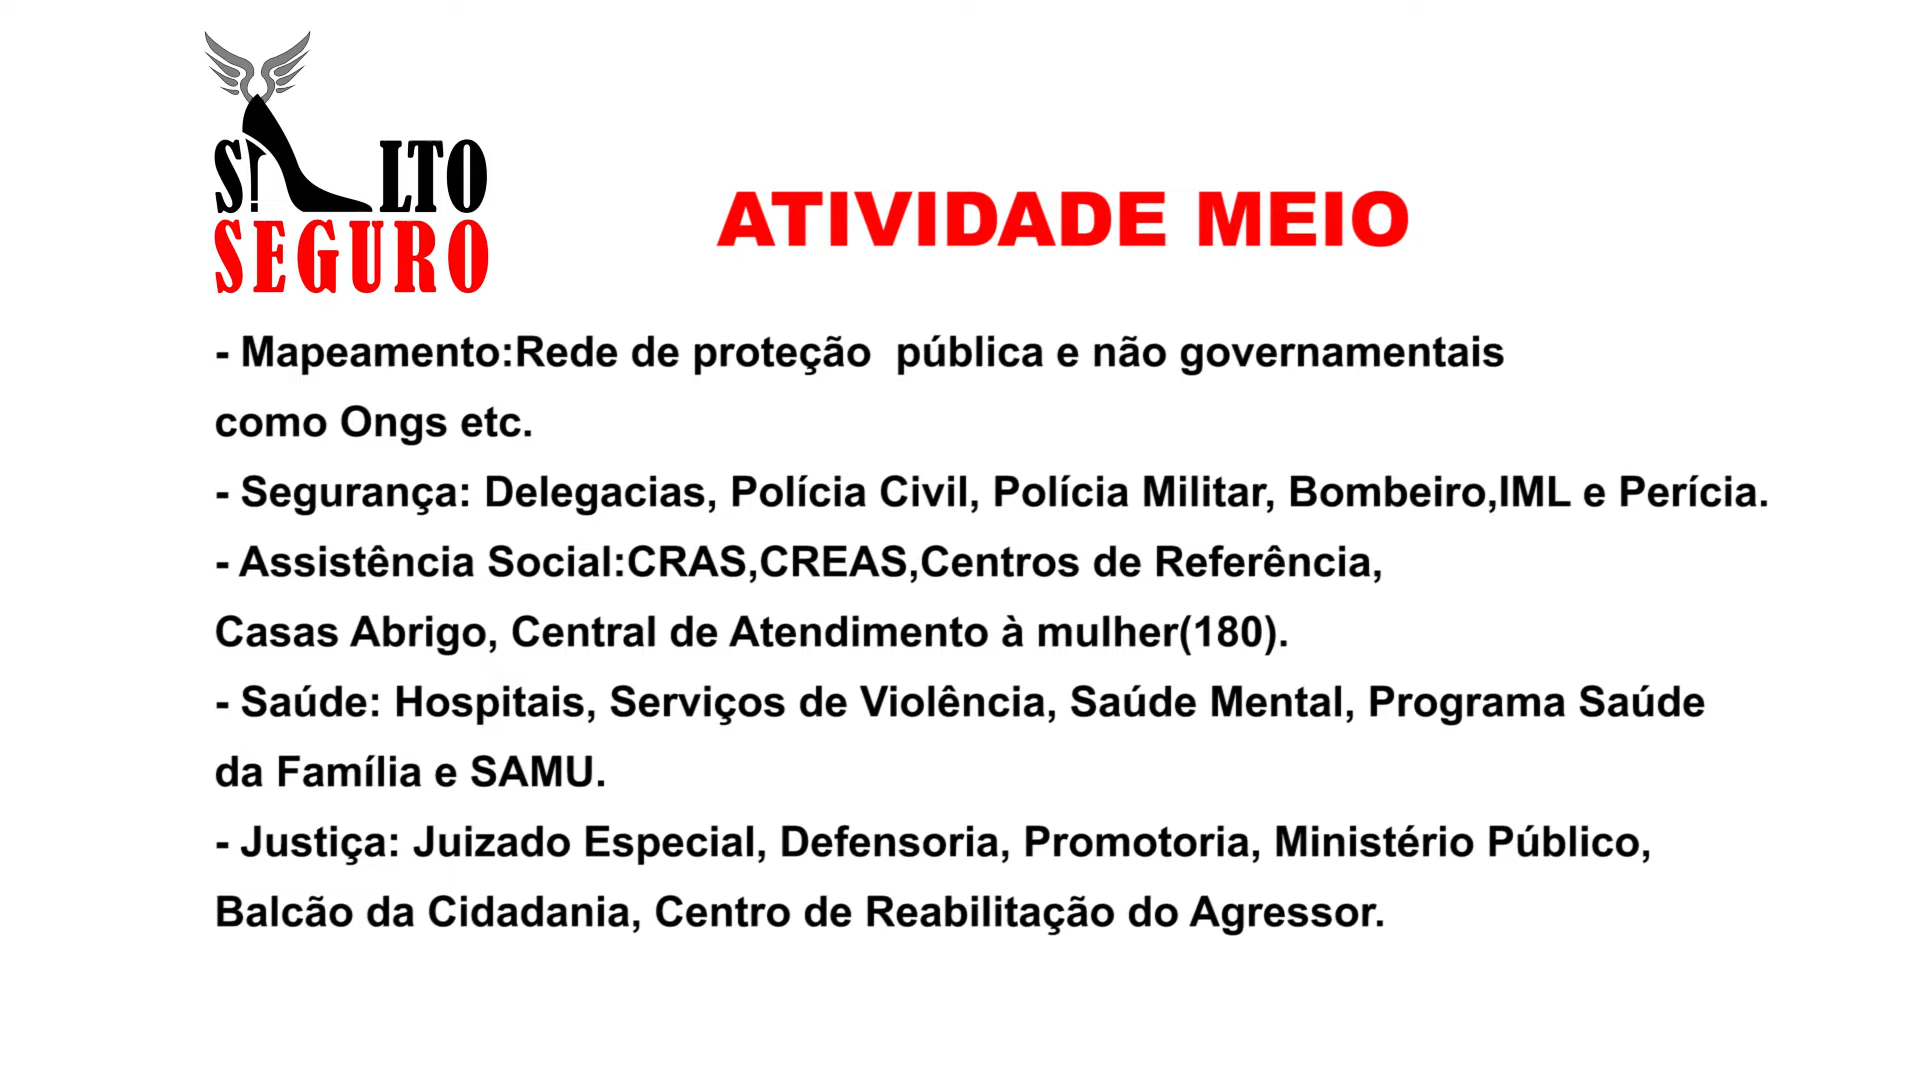 SALTO
SEGURO
ATIVIDADE MEIO
- Mapeamento:Rede de proteção  pública e não governamentais
como Ongs etc.
- Segurança: Delegacias, Polícia Civil, Polícia Militar, Bombeiro,IML e Perícia.
- Assistência Social:CRAS,CREAS,Centros de Referência,
Casas Abrigo, Central de Atendimento à mulher(180).
- Saúde: Hospitais, Serviços de Violência, Saúde Mental, Programa Saúde
da Família e SAMU.
- Justiça: Juizado Especial, Defensoria, Promotoria, Ministério Público,
Balcão da Cidadania, Centro de Reabilitação do Agressor.